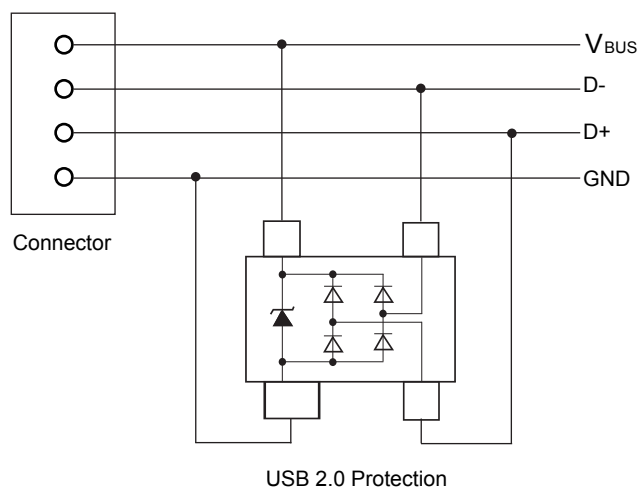 VBUS
D-
D+
GND
Connector
USB 2.0 Protection